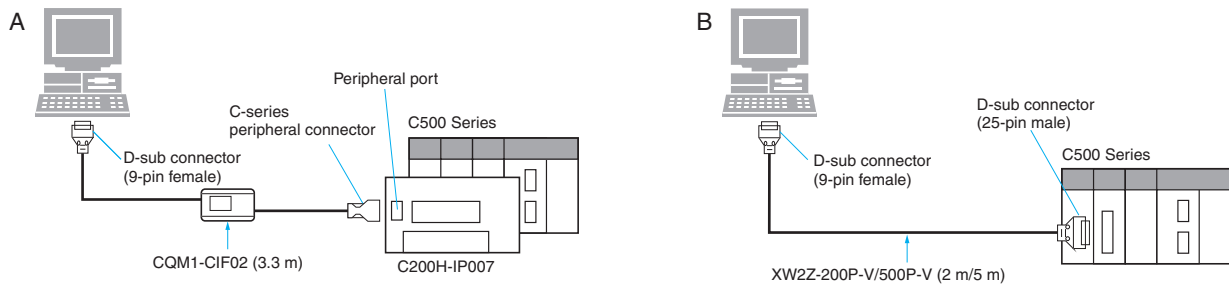 A
Peripheral port
C-series
peripheral connector
C500 Series
D-sub connector
(9-pin female)
CQM1-CIF02 (3.3 m)
C200H-IP007
B
D-sub connector
(25-pin male)
C500 Series
D-sub connector
(9-pin female)
XW2Z-200P-V/500P-V (2 m/5 m)